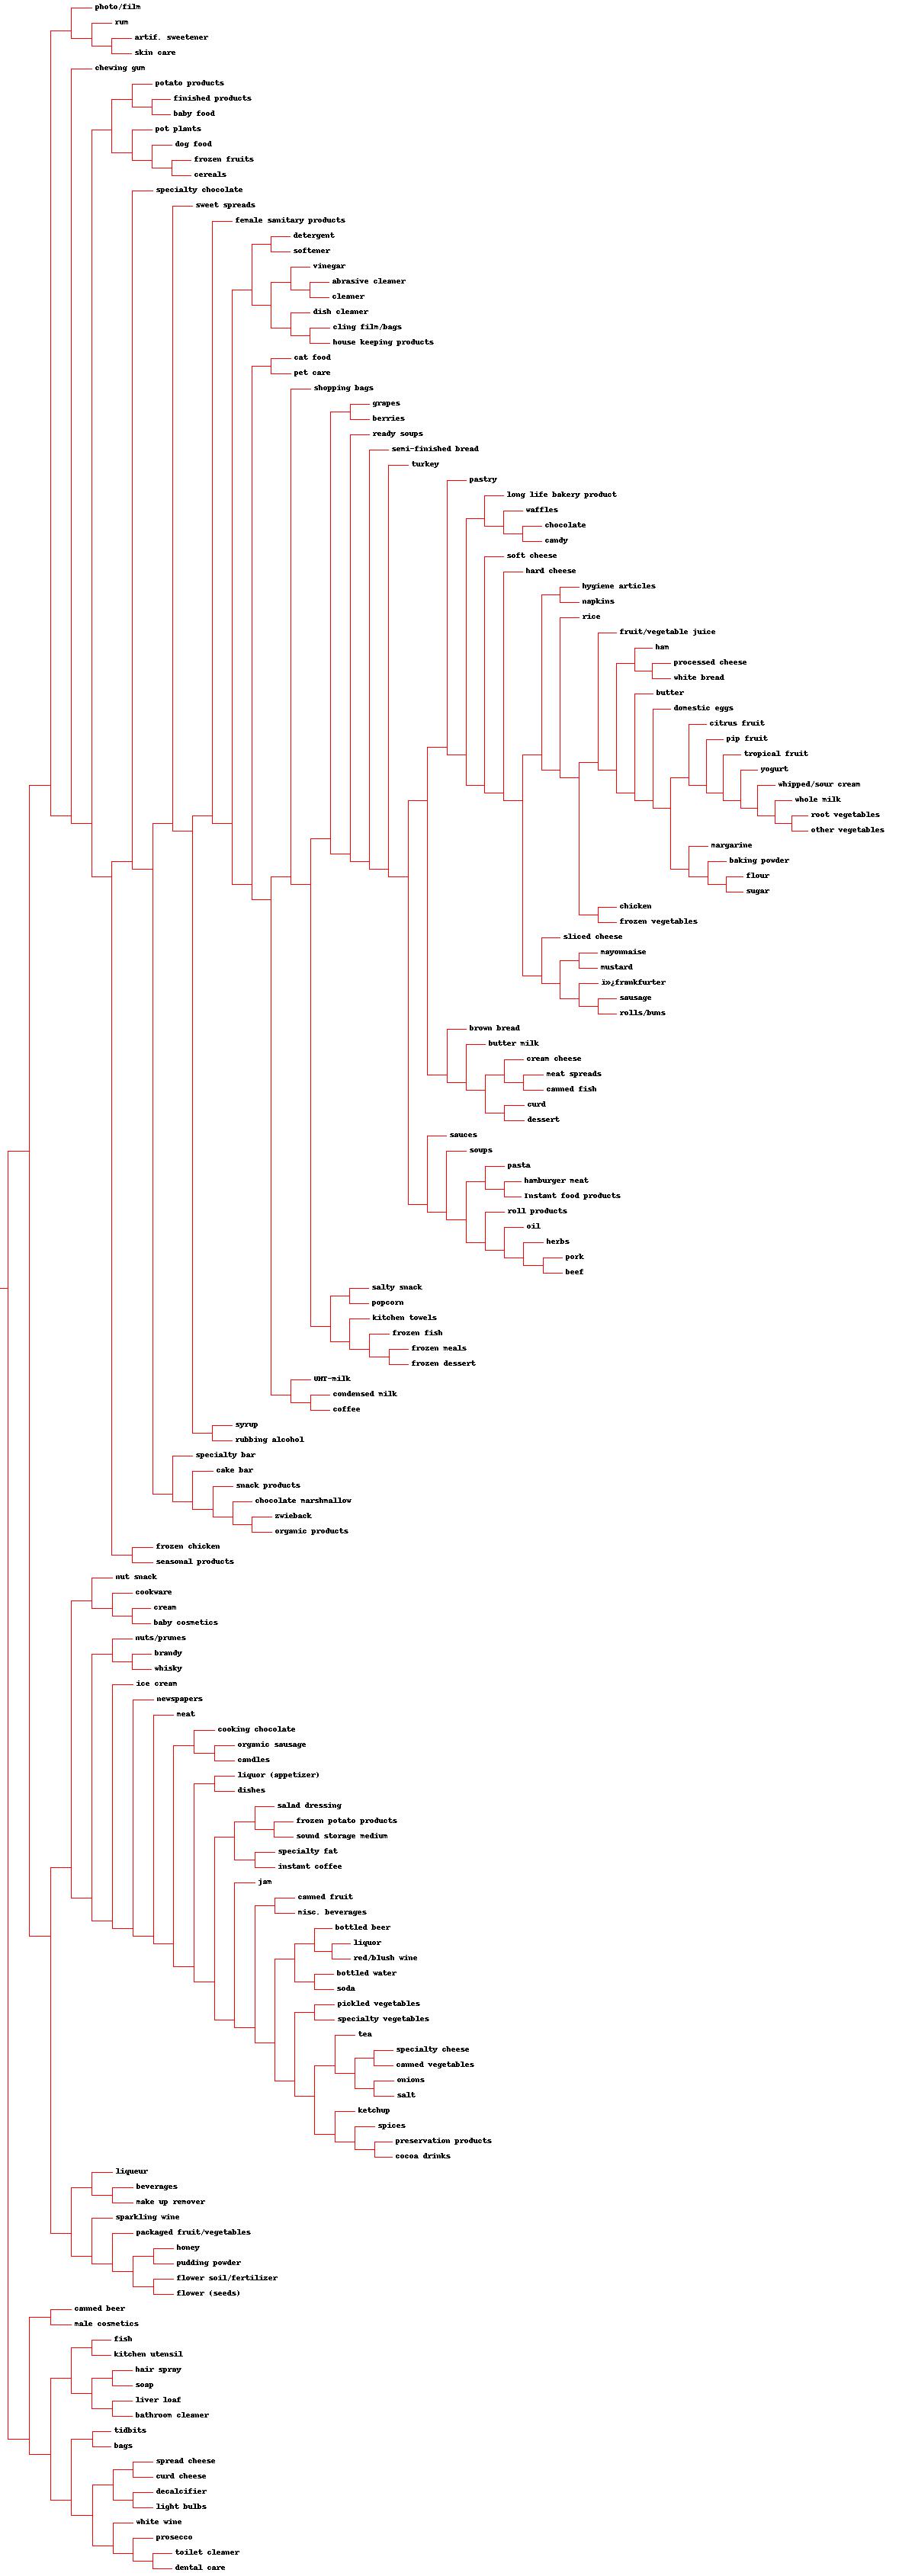 photo/film
rum
artif. sweetener
skin care
chewing gum
potato products
finished products
baby food
pot plants
dog food
frozen fruits
cereals
specialty chocolate
sweet spreads
female sanitary products
detergent
softener
vinegar
abrasive cleaner
cleaner
dish cleaner
cling film/bags
house keeping products
cat food
pet care
shopping bags
grapes
berries
ready soups
semi-finished bread
turkey
pastry
long life bakery product
waffles
chocolate
candy
soft cheese
hard cheese
hygiene articles
napkins
rice
fruit/vegetable juice
ham
processed cheese
white bread
butter
domestic eggs
citrus fruit
pip fruit
tropical fruit
yogurt
whipped/sour cream
whole milk
root vegetables
other vegetables
margarine
baking powder
flour
sugar
chicken
frozen vegetables
sliced cheese
mayonnaise
mustard
ï»¿frankfurter
sausage
rolls/buns
brown bread
butter milk
cream cheese
meat spreads
canned fish
curd
dessert
sauces
soups
pasta
hamburger meat
Instant food products
roll products
oil
herbs
pork
beef
salty snack
popcorn
kitchen towels
frozen fish
frozen meals
frozen dessert
UHT-milk
condensed milk
coffee
syrup
rubbing alcohol
specialty bar
cake bar
snack products
chocolate marshmallow
zwieback
organic products
frozen chicken
seasonal products
nut snack
cookware
cream
baby cosmetics
nuts/prunes
brandy
whisky
ice cream
newspapers
meat
cooking chocolate
organic sausage
candles
liquor (appetizer)
dishes
salad dressing
frozen potato products
sound storage medium
specialty fat
instant coffee
jam
canned fruit
misc. beverages
bottled beer
liquor
red/blush wine
bottled water
soda
pickled vegetables
specialty vegetables
tea
specialty cheese
canned vegetables
onions
salt
ketchup
spices
preservation products
cocoa drinks
liqueur
beverages
make up remover
sparkling wine
packaged fruit/vegetables
honey
pudding powder
flower soil/fertilizer
flower (seeds)
canned beer
male cosmetics
fish
kitchen utensil
hair spray
soap
liver loaf
bathroom cleaner
tidbits
bags
spread cheese
curd cheese
decalcifier
light bulbs
white wine
prosecco
toilet cleaner
dental care